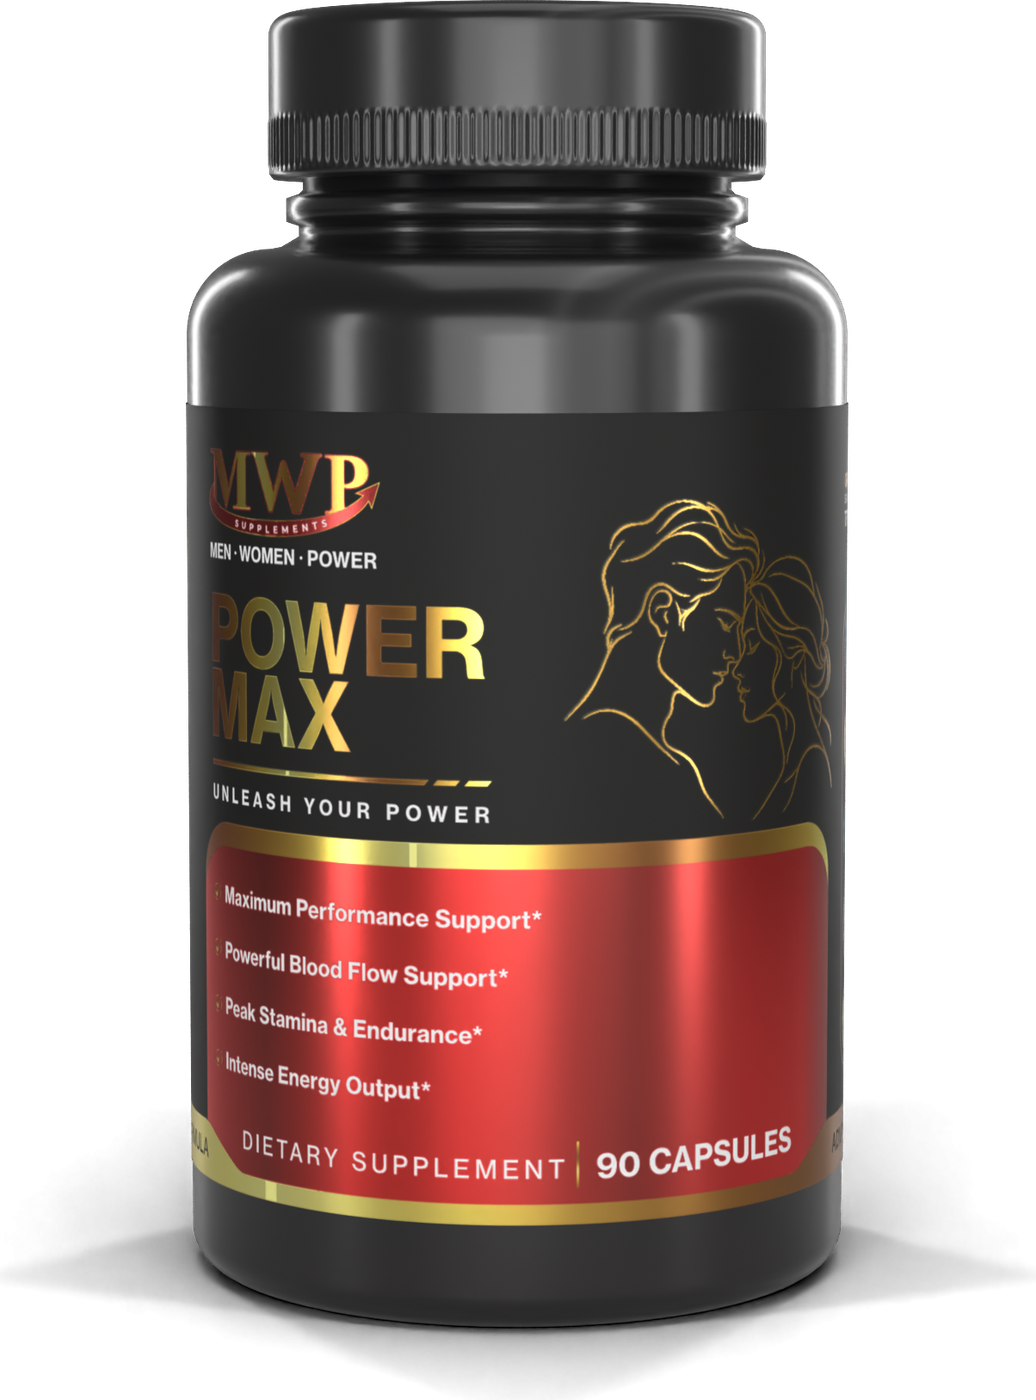 MWP
SUPPLEMENTS
MEN · WOMEN · POWER
POWER
MAX
UNLEASH YOUR POWER
Maximum Performance Support*
Powerful Blood Flow Support*
Peak Stamina & Endurance*
Intense Energy Output*
DIETARY SUPPLEMENT | 90 CAPSULES